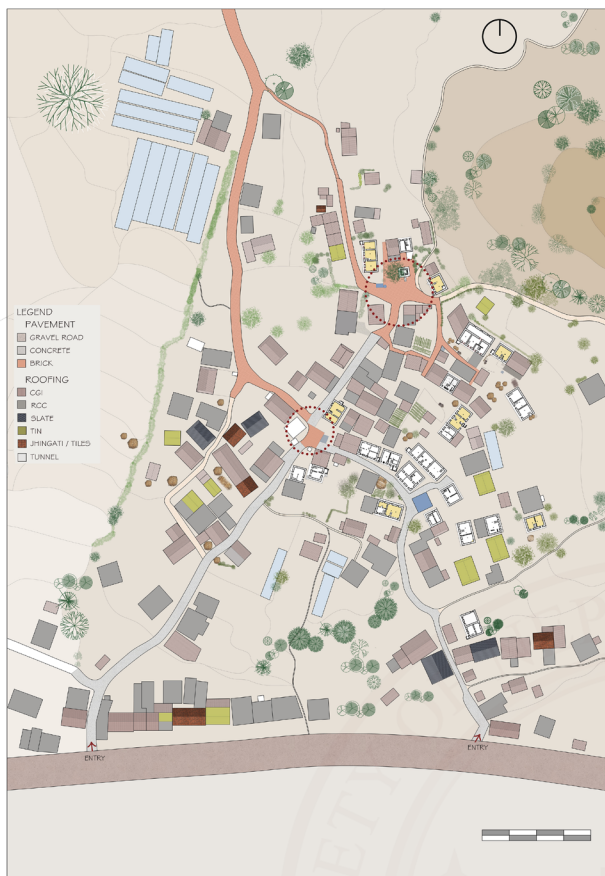 LEGEND
PAVEMENT
GRAVEL ROAD
CONCRETE
BRICK
ROOFING
CGI
RCC
SLATE
TIN
JHINGATI / TILES
TUNNEL
ENTRY
ENTRY